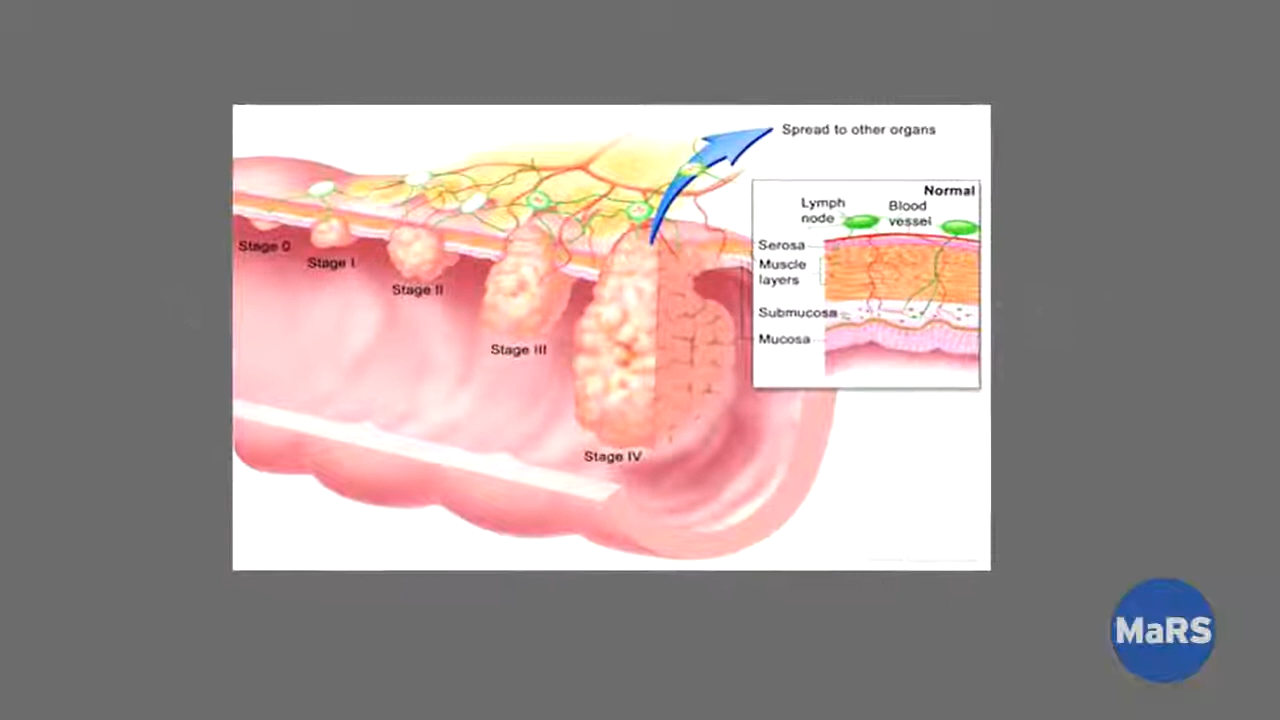 Spread to other organs
Normal
Lymph
node
Blood
vessel
Serosa
Muscle
layers
Submucosa
Mucosa
Stage 0
Stage I
Stage II
Stage III
Stage IV
MaRS